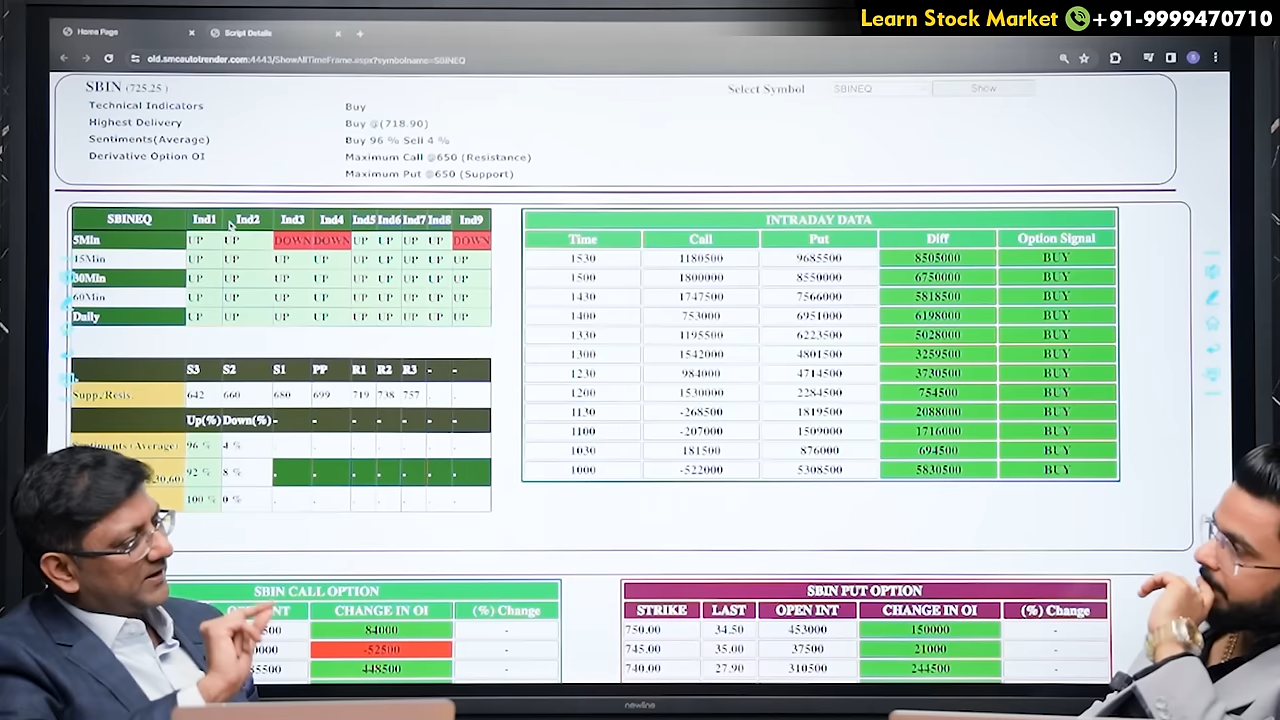 Learn Stock Market +91-9999470710
Home Page
Script Details
old.smcautotrender.com:4443/ShowAllTimeFrame.aspx?symbolname=SBINEQ
SBIN (725.25)
Select Symbol SBINEQ Show
Technical Indicators Buy
Highest Delivery Buy @(718.90)
Sentiments(Average) Buy 96 % Sell 4 %
Derivative Option OI Maximum Call @650 (Resistance)
Maximum Put @650 (Support)
SBINEQ Ind1 Ind2 Ind3 Ind4 Ind5 Ind6 Ind7 Ind8 Ind9
5Min UP UP DOWN DOWN UP UP UP UP DOWN
15Min UP UP UP UP UP UP UP UP UP
30Min UP UP UP UP UP UP UP UP UP
60Min UP UP UP UP UP UP UP UP UP
Daily UP UP UP UP UP UP UP UP UP
S3 S2 S1 PP R1 R2 R3 - -
Supp. Resis. 642 660 680 699 719 738 757 . .
Up(%) Down(%) - - - - - - -
Sentiments (Average) 96 % 4 % . . . . . . .
30,60) 92 % 8 % - - - - - - -
100 % 0 % . . . . . . .
INTRADAY DATA
Time Call Put Diff Option Signal
1530 1180500 9685500 8505000 BUY
1500 1800000 8550000 6750000 BUY
1430 1747500 7566000 5818500 BUY
1400 753000 6951000 6198000 BUY
1330 1195500 6223500 5028000 BUY
1300 1542000 4801500 3259500 BUY
1230 984000 4714500 3730500 BUY
1200 1530000 2284500 754500 BUY
1130 -268500 1819500 2088000 BUY
1100 -207000 1509000 1716000 BUY
1030 181500 876000 694500 BUY
1000 -522000 5308500 5830500 BUY
SBIN CALL OPTION
CHANGE IN OI (%) Change
500 84000 -
0000 -52500 -
5500 448500 -
SBIN PUT OPTION
STRIKE LAST OPEN INT CHANGE IN OI (%) Change
750.00 34.50 453000 150000 -
745.00 35.00 37500 21000 -
740.00 27.90 310500 244500 -
newline